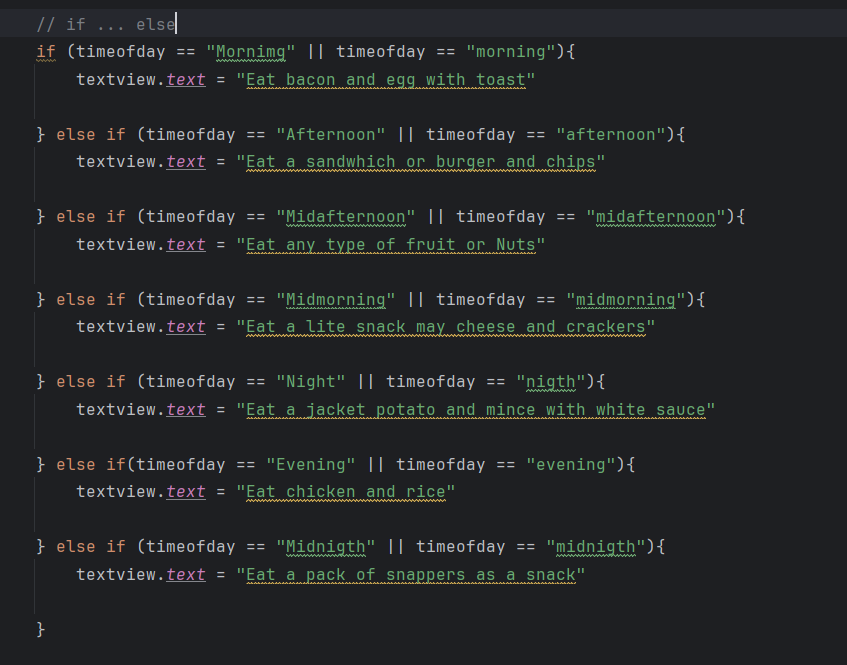 // if ... else
if (timeofday == "Mornimg" || timeofday == "morning"){
textview.text = "Eat bacon and egg with toast"
} else if (timeofday == "Afternoon" || timeofday == "afternoon"){
textview.text = "Eat a sandwhich or burger and chips"
} else if (timeofday == "Midafternoon" || timeofday == "midafternoon"){
textview.text = "Eat any type of fruit or Nuts"
} else if (timeofday == "Midmorning" || timeofday == "midmorning"){
textview.text = "Eat a lite snack may cheese and crackers"
} else if (timeofday == "Night" || timeofday == "nigth"){
textview.text = "Eat a jacket potato and mince with white sauce"
} else if(timeofday == "Evening" || timeofday == "evening"){
textview.text = "Eat chicken and rice"
} else if (timeofday == "Midnigth" || timeofday == "midnigth"){
textview.text = "Eat a pack of snappers as a snack"
}